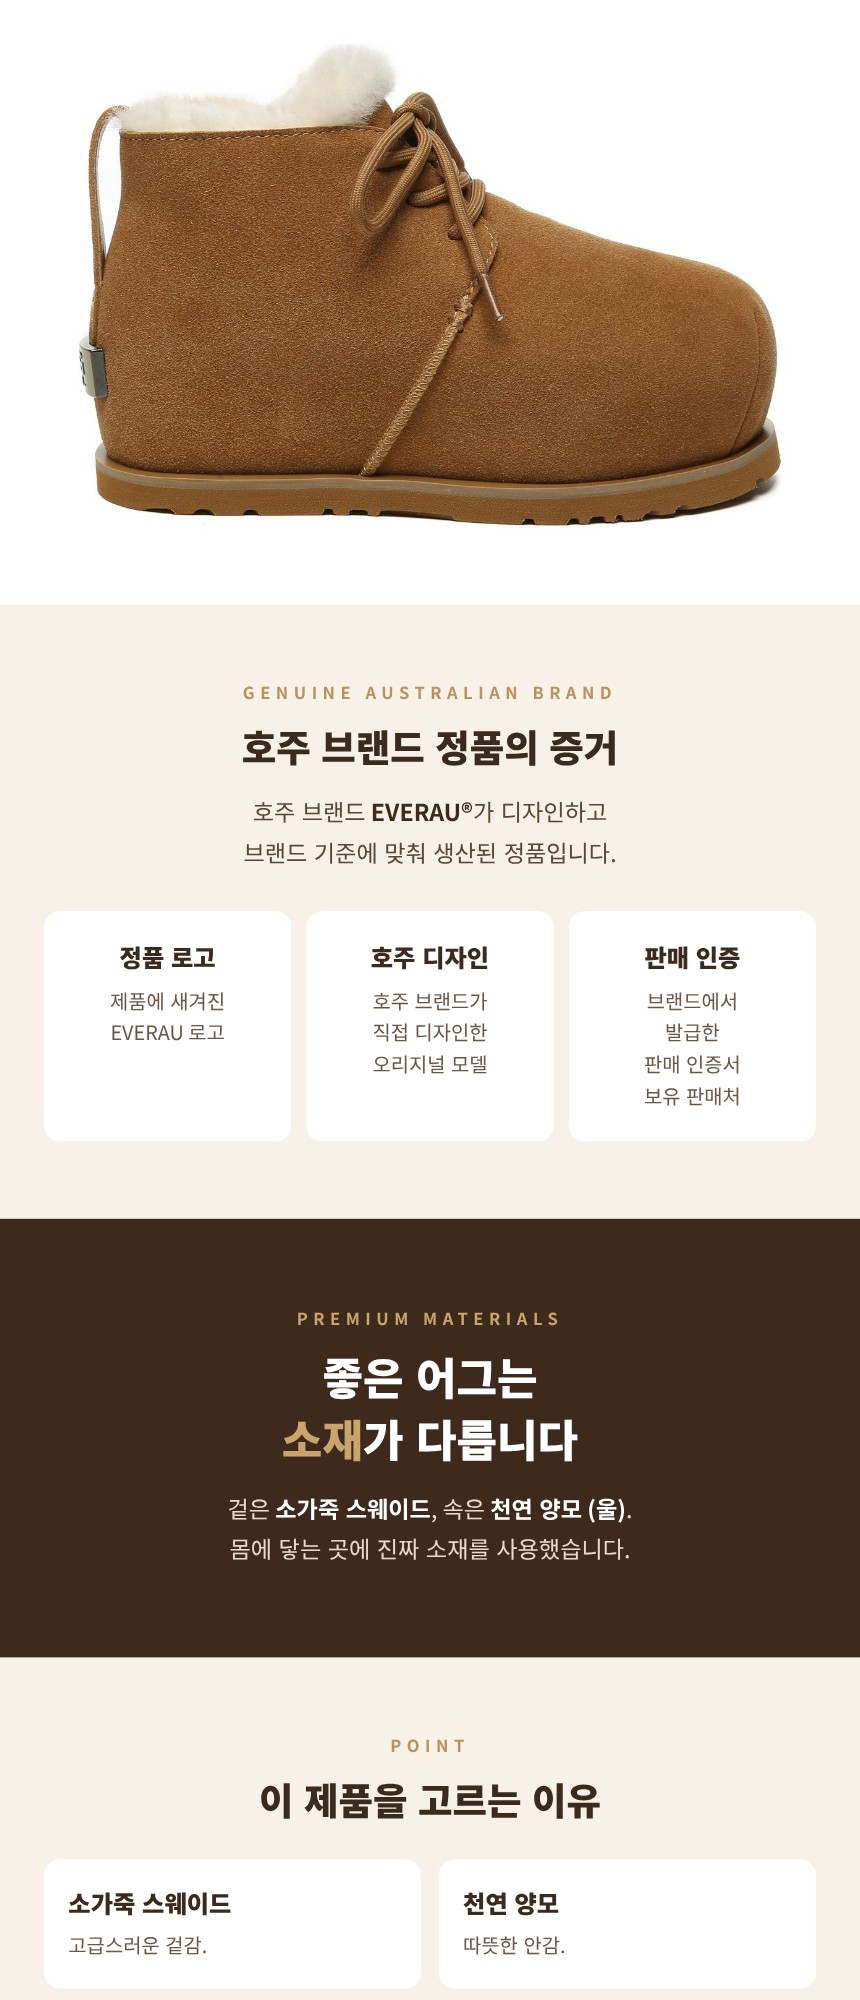 GENUINE AUSTRALIAN BRAND
호주 브랜드 정품의 증거
호주 브랜드 EVERAU®가 디자인하고
브랜드 기준에 맞춰 생산된 정품입니다.
정품 로고
제품에 새겨진
EVERAU 로고
호주 디자인
호주 브랜드가
직접 디자인한
오리지널 모델
판매 인증
브랜드에서
발급한
판매 인증서
보유 판매처
PREMIUM MATERIALS
좋은 어그는
소재가 다릅니다
겉은 소가죽 스웨이드, 속은 천연 양모 (울).
몸에 닿는 곳에 진짜 소재를 사용했습니다.
POINT
이 제품을 고르는 이유
소가죽 스웨이드
고급스러운 겉감.
천연 양모
따뜻한 안감.